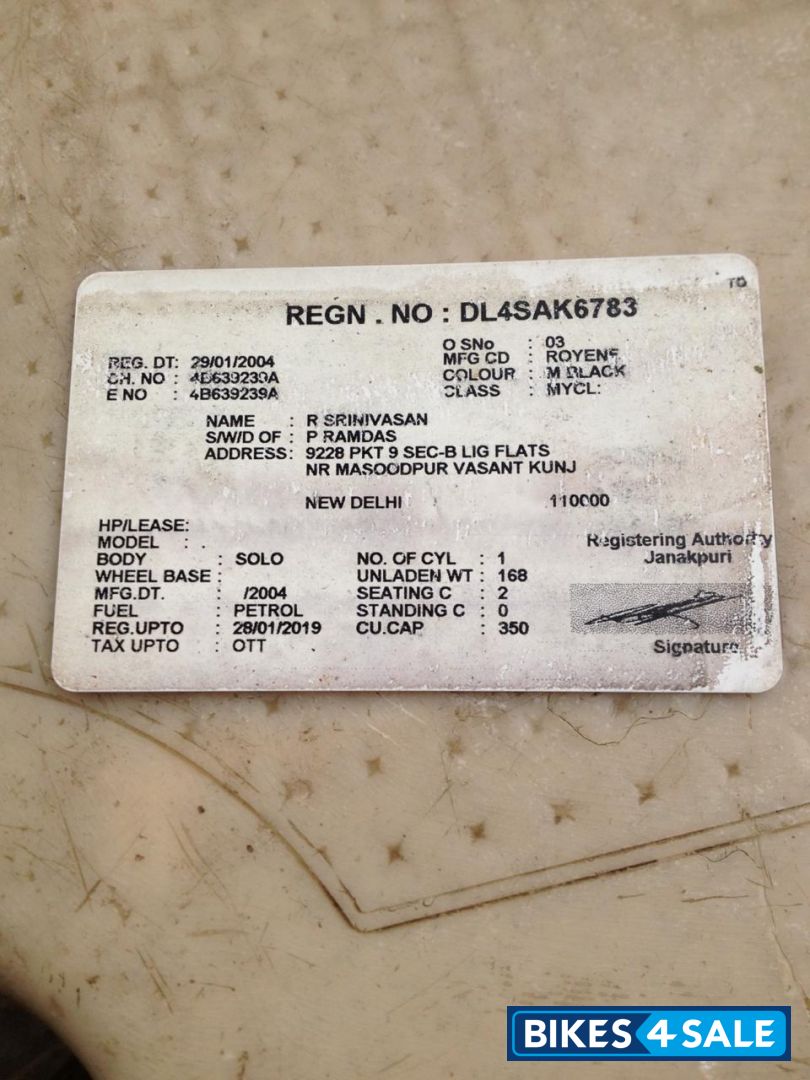 TO
REGN . NO : DL4SAK6783
REG. DT: 29/01/2004
CH. NO : 4B639239A
E NO : 4B639239A
O SNo : 03
MFG CD : ROYENF
COLOUR : M BLACK
CLASS : MYCL:
NAME : R SRINIVASAN
S/W/D OF : P RAMDAS
ADDRESS: 9228 PKT 9 SEC-B LIG FLATS
NR MASOODPUR VASANT KUNJ
NEW DELHI 110000
HP/LEASE:
MODEL : .
BODY : SOLO
WHEEL BASE :
MFG.DT. : /2004
FUEL : PETROL
REG.UPTO : 28/01/2019
TAX UPTO : OTT
NO. OF CYL : 1
UNLADEN WT : 168
SEATING C : 2
STANDING C : 0
CU.CAP : 350
Registering Authority
Janakpuri
Signature
BIKES4SALE